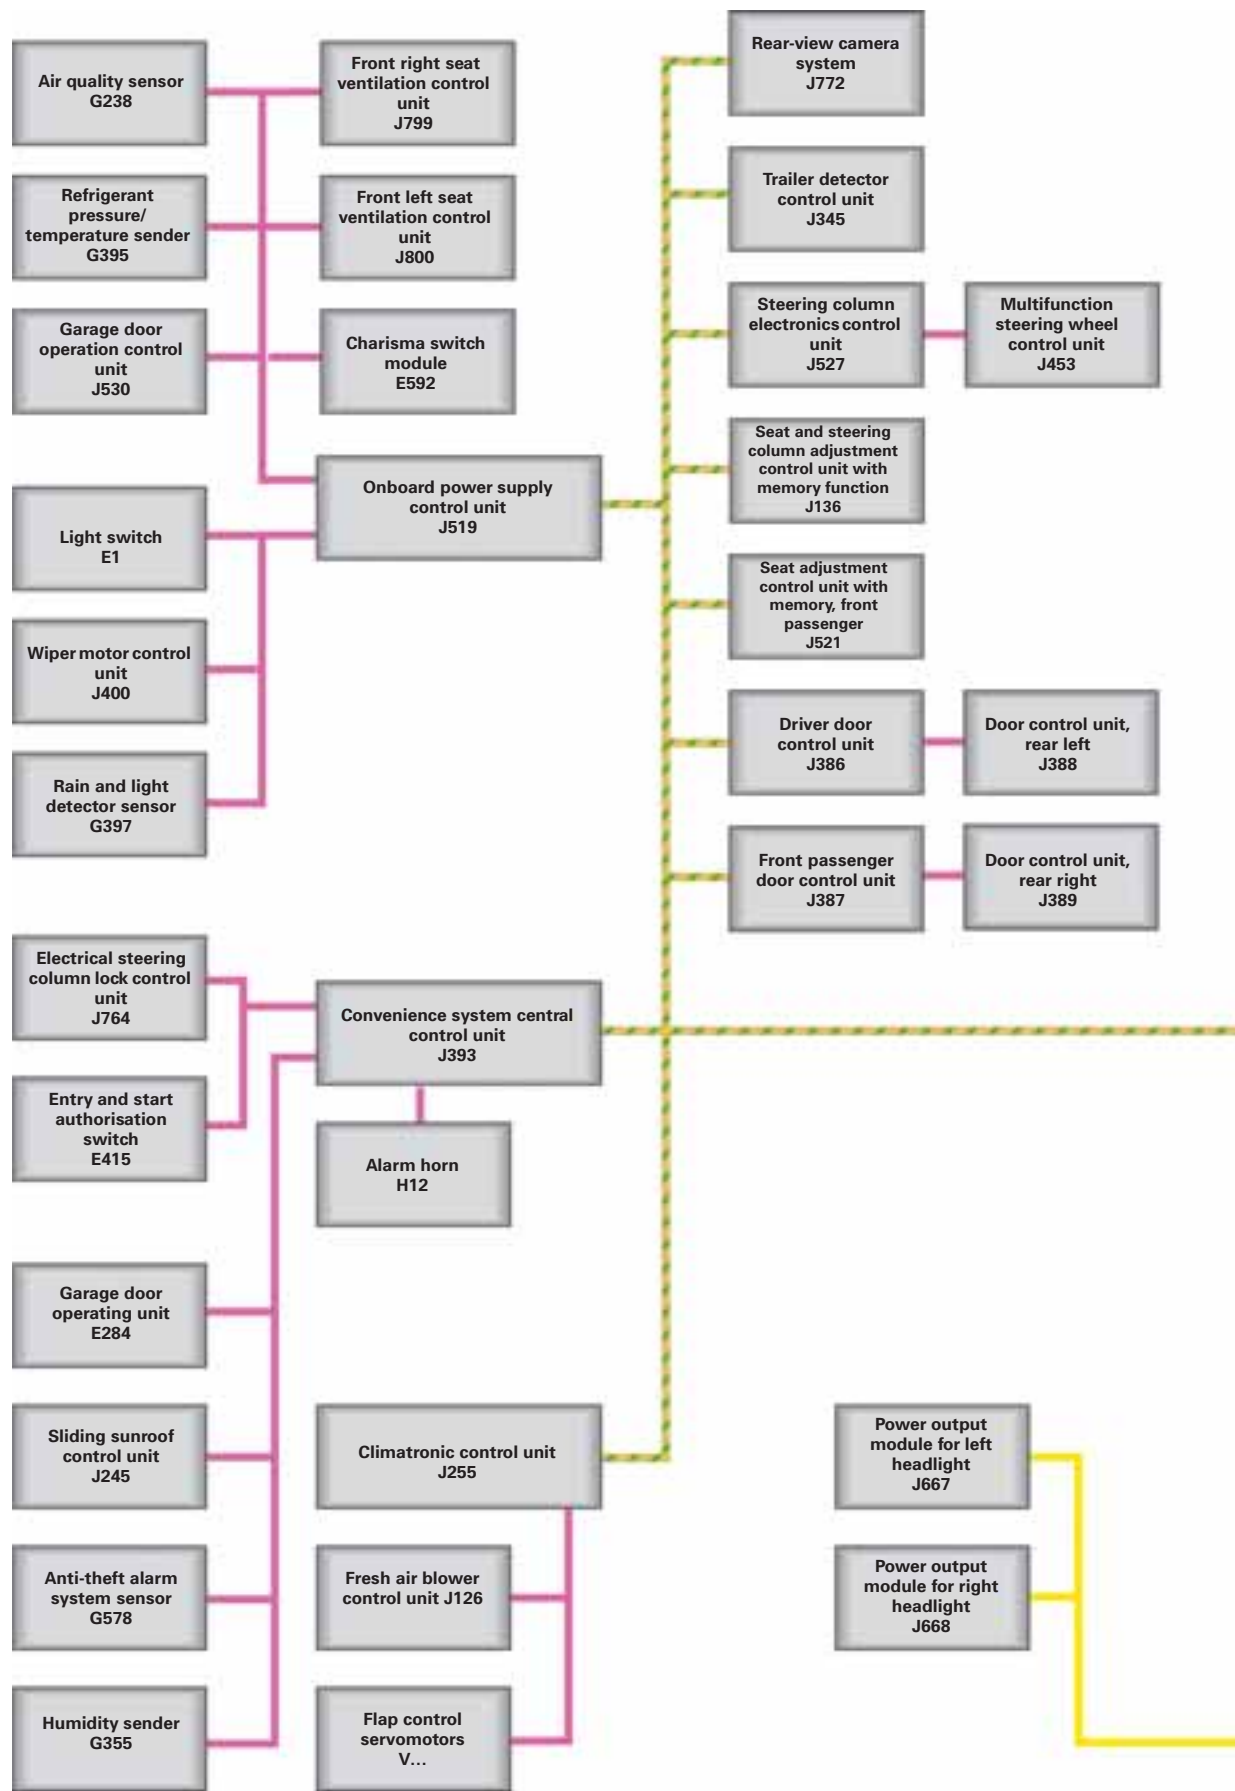 Air quality sensor
G238
Front right seat
ventilation control
unit
J799
Refrigerant
pressure/
temperature sender
G395
Front left seat
ventilation control
unit
J800
Garage door
operation control
unit
J530
Charisma switch
module
E592
Onboard power supply
control unit
J519
Light switch
E1
Wiper motor control
unit
J400
Rain and light
detector sensor
G397
Rear-view camera
system
J772
Trailer detector
control unit
J345
Steering column
electronics control
unit
J527
Multifunction
steering wheel
control unit
J453
Seat and steering
column adjustment
control unit with
memory function
J136
Seat adjustment
control unit with
memory, front
passenger
J521
Driver door
control unit
J386
Door control unit,
rear left
J388
Front passenger
door control unit
J387
Door control unit,
rear right
J389
Electrical steering
column lock control
unit
J764
Convenience system central
control unit
J393
Entry and start
authorisation
switch
E415
Alarm horn
H12
Garage door
operating unit
E284
Sliding sunroof
control unit
J245
Climatronic control unit
J255
Anti-theft alarm
system sensor
G578
Fresh air blower
control unit J126
Humidity sender
G355
Flap control
servomotors
V...
Power output
module for left
headlight
J667
Power output
module for right
headlight
J668